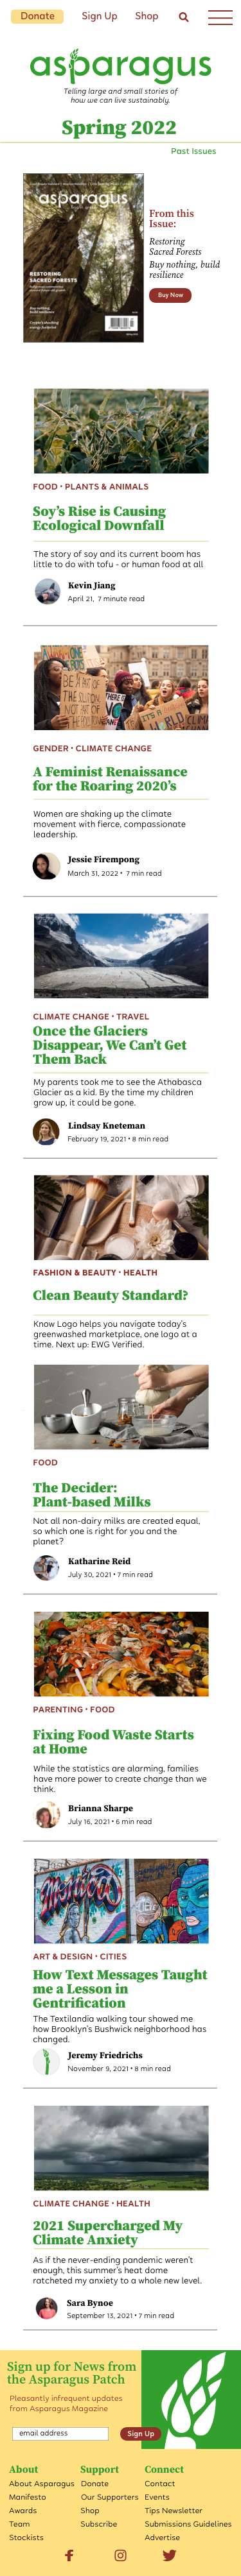 Donate Sign Up Shop
asparagus
Telling large and small stories of
how we can live sustainably.
Spring 2022
Past Issues
asparagus
RESTORING
SACRED FORESTS
From this
Issue:
Restoring
Sacred Forests
Buy nothing, build
resilience
Buy Now
FOOD • PLANTS & ANIMALS
Soy's Rise is Causing
Ecological Downfall
The story of soy and its current boom has
little to do with tofu - or human food at all
Kevin Jiang
April 21, 7 minute read
GENDER • CLIMATE CHANGE
A Feminist Renaissance
for the Roaring 2020's
Women are shaking up the climate
movement with fierce, compassionate
leadership.
Jessie Firempong
March 31, 2022 • 7 min read
CLIMATE CHANGE • TRAVEL
Once the Glaciers
Disappear, We Can't Get
Them Back
My parents took me to see the Athabasca
Glacier as a kid. By the time my children
grow up, it could be gone.
Lindsay Kneteman
February 19, 2021 • 8 min read
FASHION & BEAUTY • HEALTH
Clean Beauty Standard?
Know Logo helps you navigate today's
greenwashed marketplace, one logo at a
time. Next up: EWG Verified.
FOOD
The Decider:
Plant-based Milks
Not all non-dairy milks are created equal,
so which one is right for you and the
planet?
Katharine Reid
July 30, 2021 • 7 min read
PARENTING • FOOD
Fixing Food Waste Starts
at Home
While the statistics are alarming, families
have more power to create change than we
think.
Brianna Sharpe
July 16, 2021 • 6 min read
ART & DESIGN • CITIES
How Text Messages Taught
me a Lesson in
Gentrification
The Textilandia walking tour showed me
how Brooklyn's Bushwick neighborhood has
changed.
Jeremy Friedrichs
November 9, 2021 • 8 min read
CLIMATE CHANGE • HEALTH
2021 Supercharged My
Climate Anxiety
As if the never-ending pandemic weren't
enough, this summer's heat dome
ratcheted my anxiety to a whole new level.
Sara Bynoe
September 13, 2021 • 7 min read
Sign up for News from
the Asparagus Patch
Pleasantly infrequent updates
from Asparagus Magazine
email address Sign Up
About Support Connect
About Asparagus Donate Contact
Manifesto Our Supporters Events
Awards Shop Tips Newsletter
Team Subscribe Submissions Guidelines
Stockists Advertise